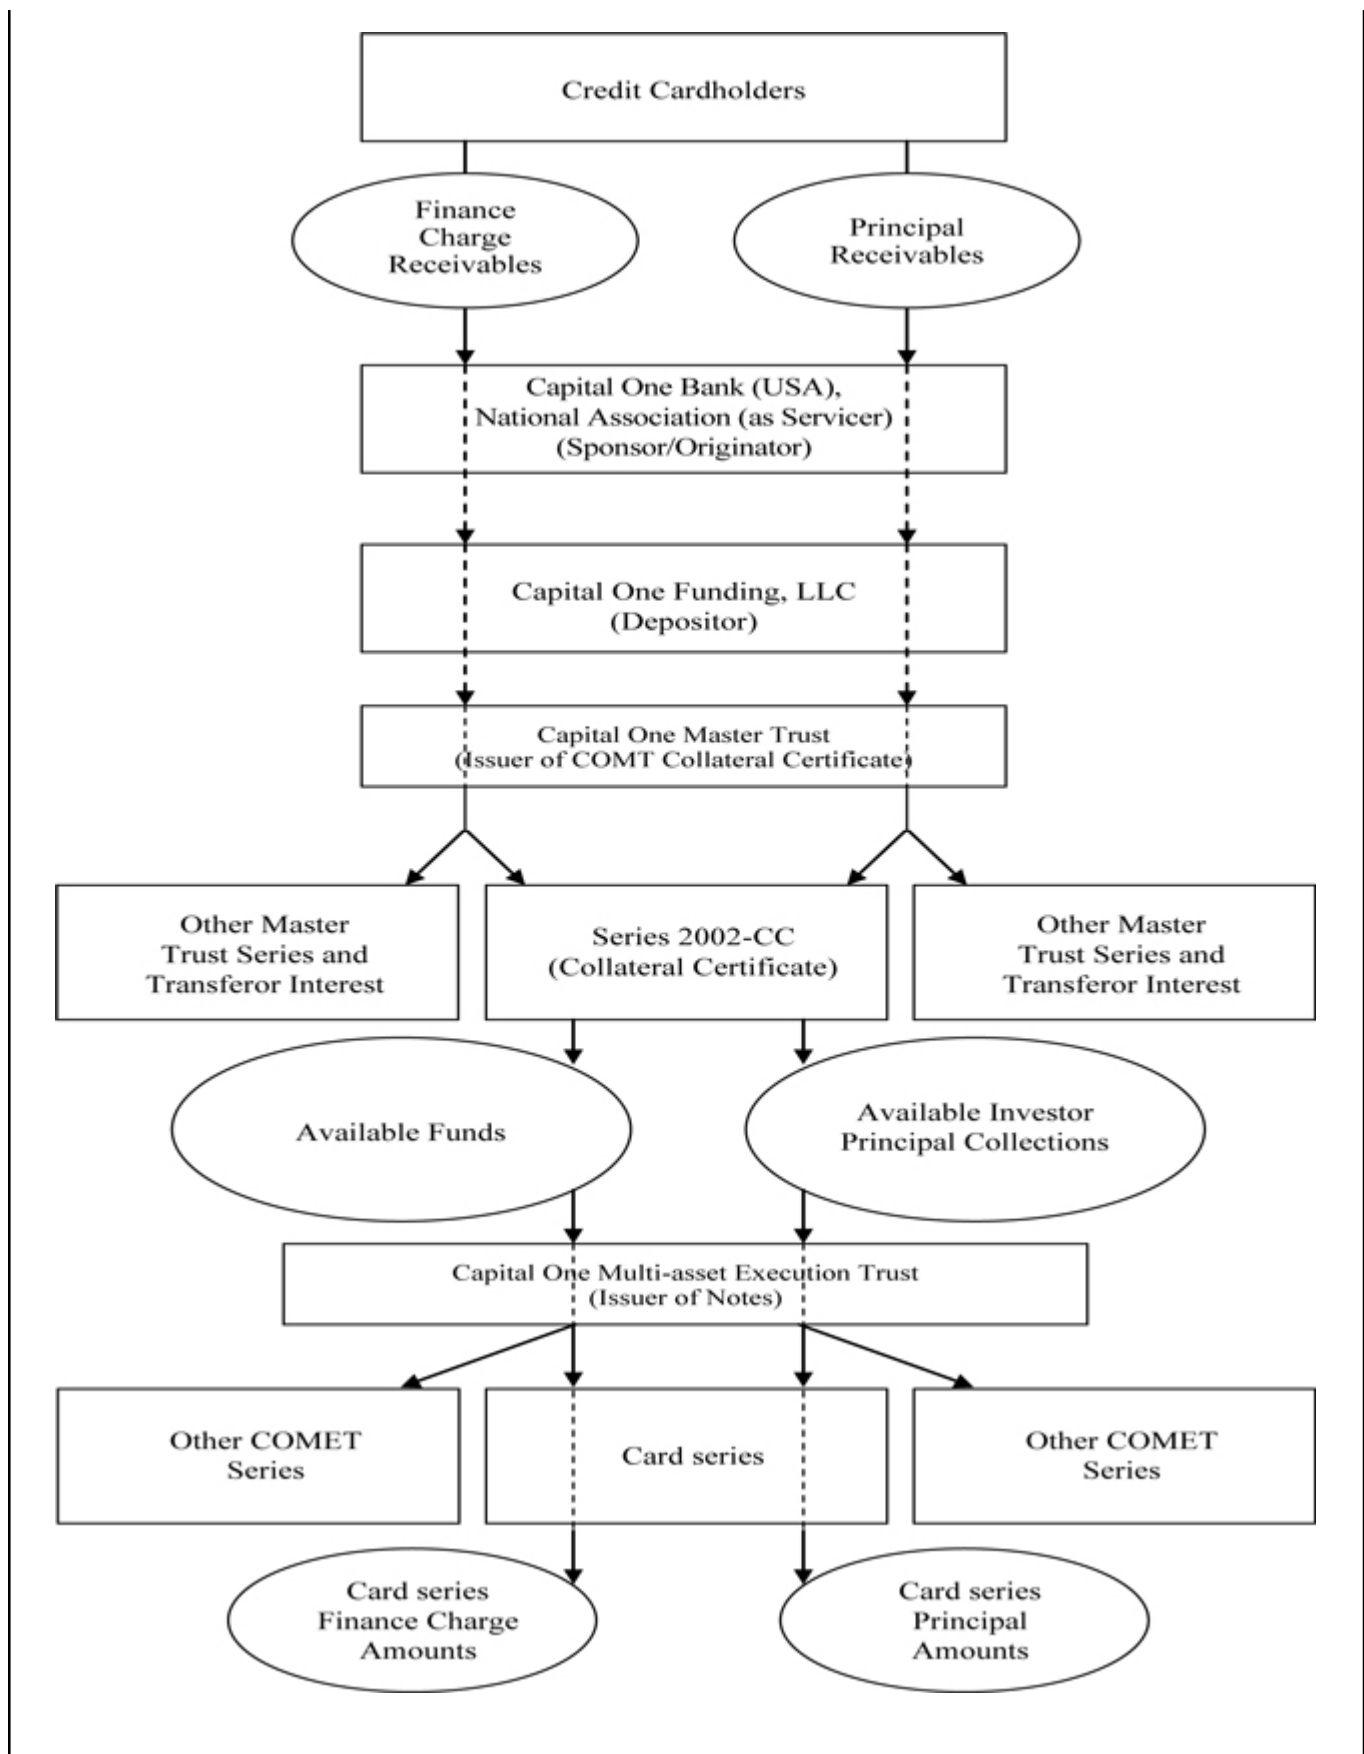 Credit Cardholders
Finance
Charge
Receivables
Principal
Receivables
Capital One Bank (USA),
National Association (as Servicer)
(Sponsor/Originator)
Capital One Funding, LLC
(Depositor)
Capital One Master Trust
(Issuer of COMT Collateral Certificate)
Other Master
Trust Series and
Transferor Interest
Series 2002-CC
(Collateral Certificate)
Other Master
Trust Series and
Transferor Interest
Available Funds
Available Investor
Principal Collections
Capital One Multi-asset Execution Trust
(Issuer of Notes)
Other COMET
Series
Card series
Other COMET
Series
Card series
Finance Charge
Amounts
Card series
Principal
Amounts